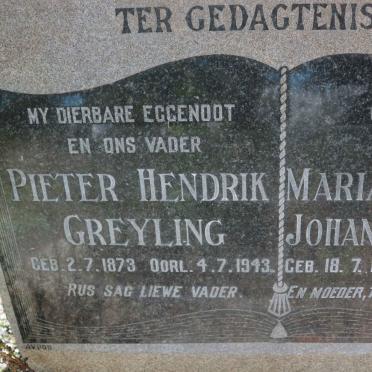 TER GEDAGTENIS
MY DIERBARE EGGENOOT
EN ONS VADER
PIETER HENDRIK
GREYLING
GEB. 2.7.1873 OORL. 4.7.1943.
RUS SAG LIEWE VADER.
MARIA
JOHAN
GEB. 18.7.
EN MOEDER,